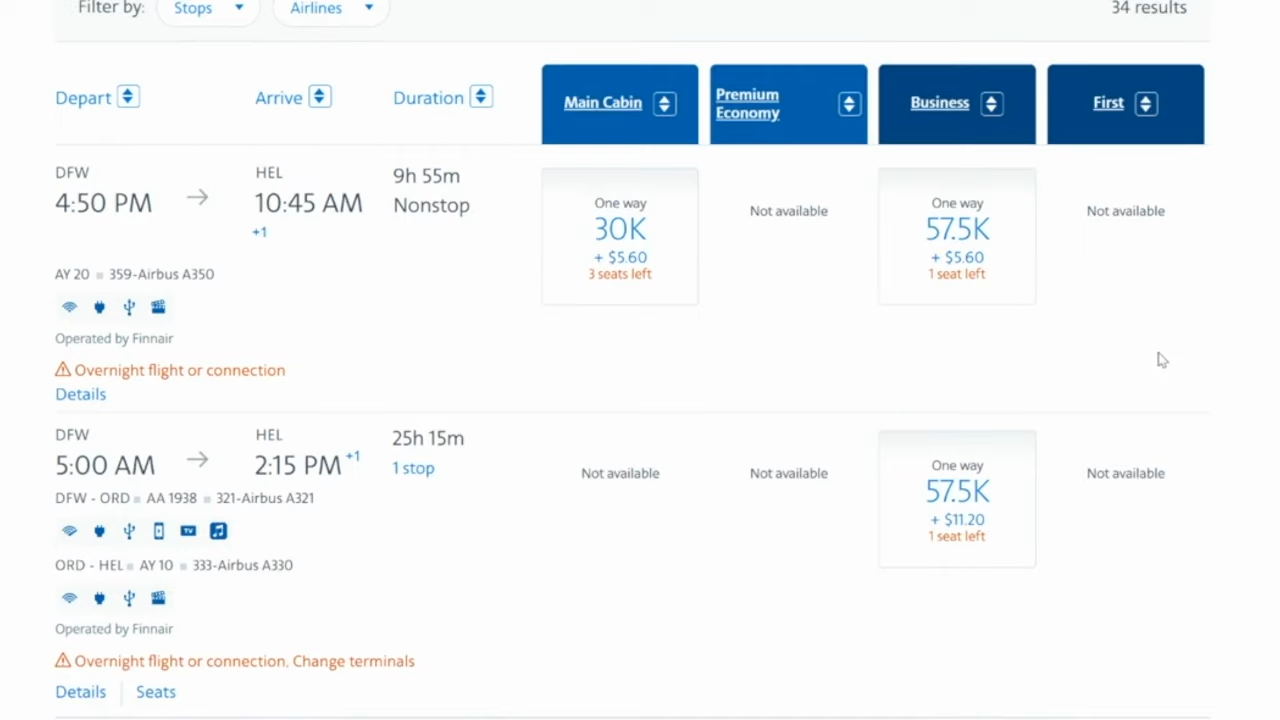 Filter by: Stops Airlines 34 results
Depart Arrive Duration Main Cabin Premium Economy Business First
DFW HEL 9h 55m
4:50 PM 10:45 AM Nonstop
+1
One way
30K
+ $5.60
3 seats left
Not available
One way
57.5K
+ $5.60
1 seat left
Not available
AY 20 359-Airbus A350
Operated by Finnair
Overnight flight or connection
Details
DFW HEL 25h 15m
5:00 AM 2:15 PM +1 1 stop
Not available
Not available
One way
57.5K
+ $11.20
1 seat left
Not available
DFW - ORD AA 1938 321-Airbus A321
TV
ORD - HEL AY 10 333-Airbus A330
Operated by Finnair
Overnight flight or connection. Change terminals
Details Seats